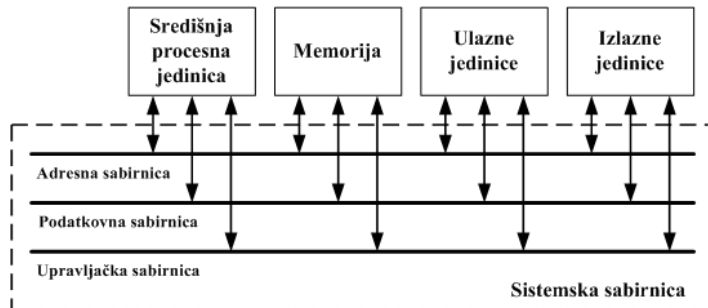 Središnja
procesna
jedinica
Memorija
Ulazne
jedinice
Izlazne
jedinice
Adresna sabirnica
Podatkovna sabirnica
Upravljačka sabirnica
Sistemska sabirnica